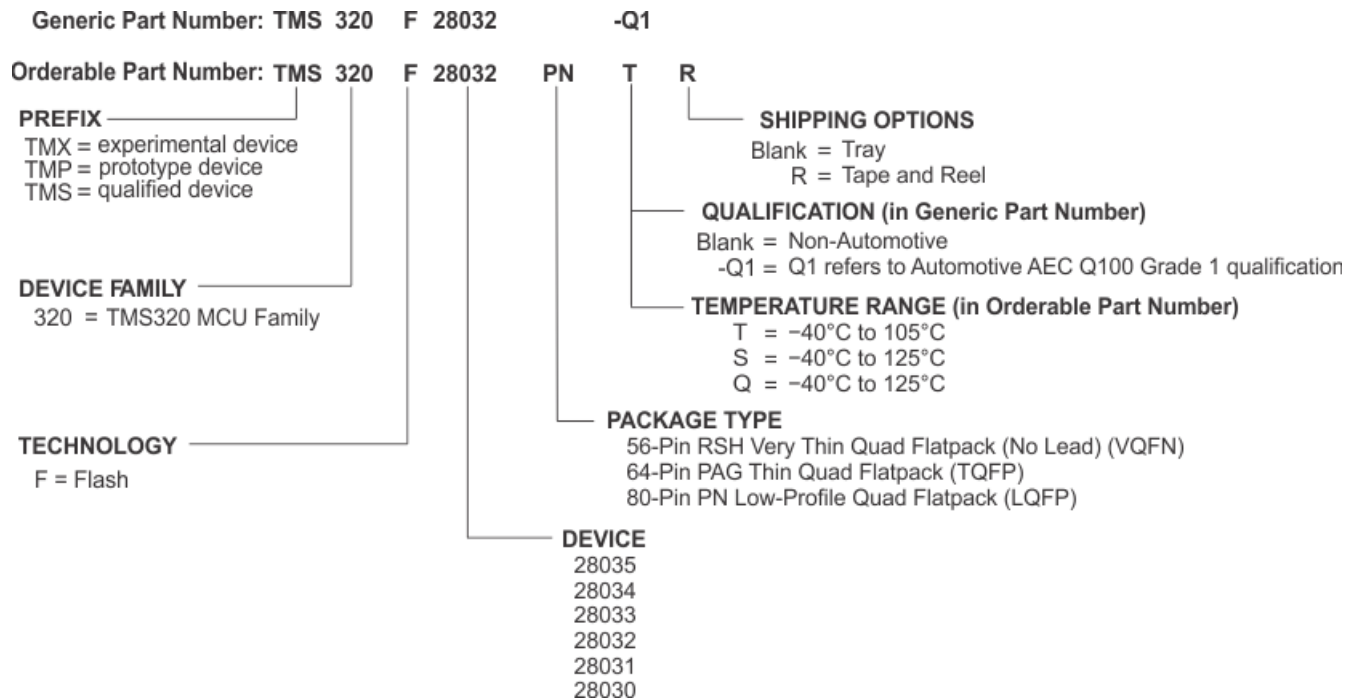 Generic Part Number: TMS 320 F 28032 -Q1
Orderable Part Number: TMS 320 F 28032 PN T R
PREFIX
TMX = experimental device
TMP = prototype device
TMS = qualified device
DEVICE FAMILY
320 = TMS320 MCU Family
TECHNOLOGY
F = Flash
SHIPPING OPTIONS
Blank = Tray
R = Tape and Reel
QUALIFICATION (in Generic Part Number)
Blank = Non-Automotive
-Q1 = Q1 refers to Automotive AEC Q100 Grade 1 qualification
TEMPERATURE RANGE (in Orderable Part Number)
T = −40°C to 105°C
S = −40°C to 125°C
Q = −40°C to 125°C
PACKAGE TYPE
56-Pin RSH Very Thin Quad Flatpack (No Lead) (VQFN)
64-Pin PAG Thin Quad Flatpack (TQFP)
80-Pin PN Low-Profile Quad Flatpack (LQFP)
DEVICE
28035
28034
28033
28032
28031
28030